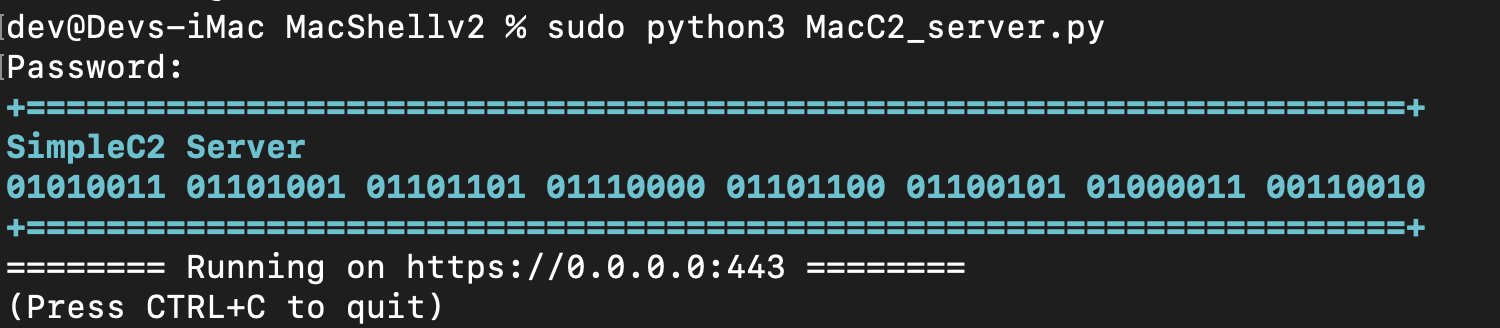 dev@Devs-iMac MacShellv2 % sudo python3 MacC2_server.py
Password:
+=====================================================================+
SimpleC2 Server
01010011 01101001 01101101 01110000 01101100 01100101 01000011 00110010
+=====================================================================+
======== Running on https://0.0.0.0:443 ========
(Press CTRL+C to quit)